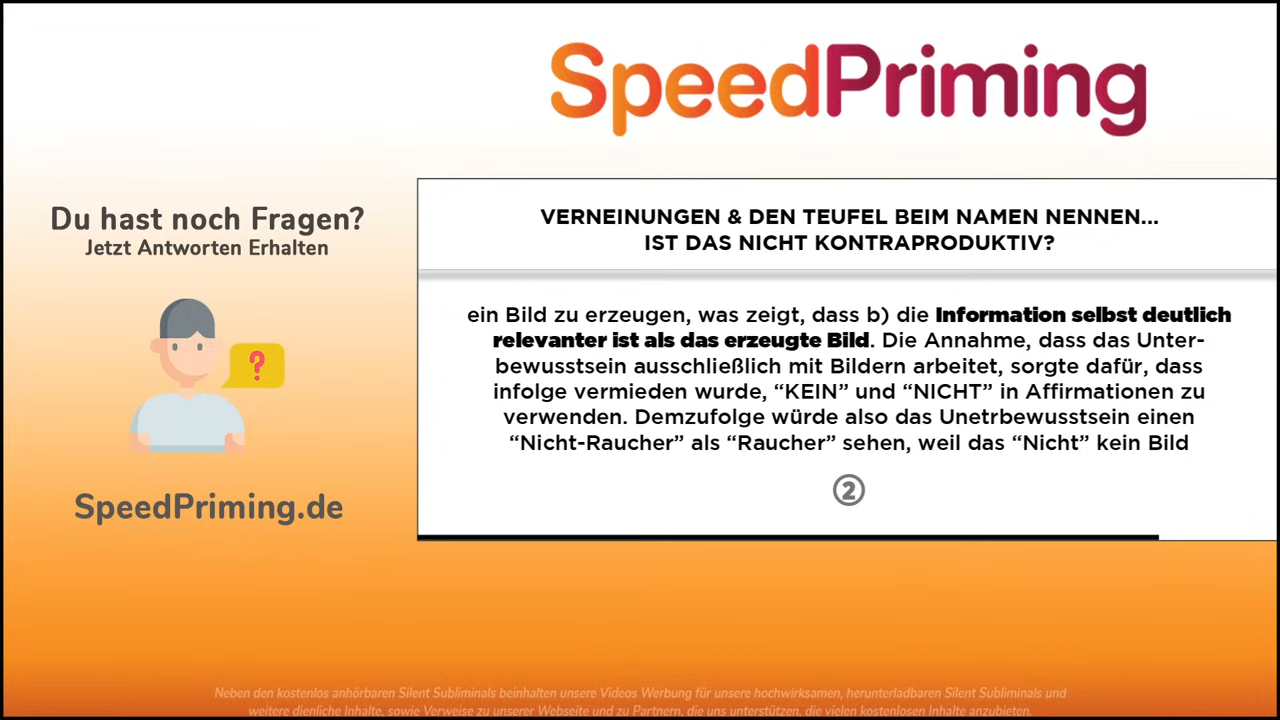 SpeedPriming
Du hast noch Fragen?
Jetzt Antworten Erhalten
?
SpeedPriming.de
VERNEINUNGEN & DEN TEUFEL BEIM NAMEN NENNEN...
IST DAS NICHT KONTRAPRODUKTIV?
ein Bild zu erzeugen, was zeigt, dass b) die Information selbst deutlich
relevanter ist als das erzeugte Bild. Die Annahme, dass das Unter-
bewusstsein ausschließlich mit Bildern arbeitet, sorgte dafür, dass
infolge vermieden wurde, “KEIN” und “NICHT” in Affirmationen zu
verwenden. Demzufolge würde also das Unetrbewusstsein einen
“Nicht-Raucher” als “Raucher” sehen, weil das “Nicht” kein Bild
2
Neben den kostenlos anhörbaren Silent Subliminals beinhalten unsere Videos Werbung für unsere hochwirksamen, herunterladbaren Silent Subliminals und
weitere dienliche Inhalte, sowie Verweise zu unserer Webseite und zu Partnern, die uns unterstützen, die vielen kostenlosen Inhalte anzubieten.